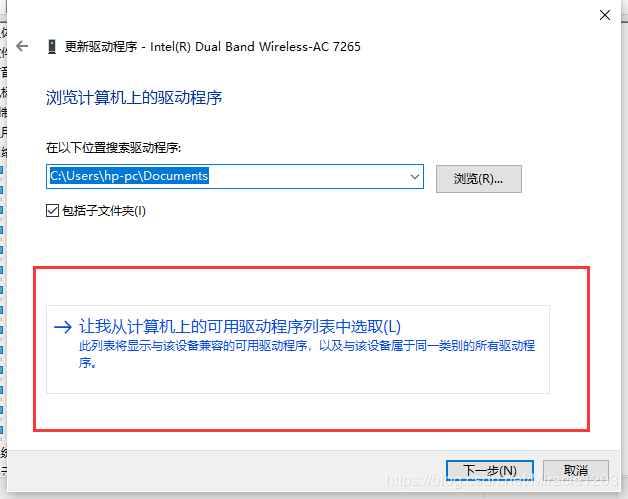 更新驱动程序 - Intel(R) Dual Band Wireless-AC 7265
浏览计算机上的驱动程序
在以下位置搜索驱动程序:
C:\Users\hp-pc\Documents
浏览(R)...
包括子文件夹(I)
让我从计算机上的可用驱动程序列表中选取(L)
此列表将显示与该设备兼容的可用驱动程序，以及与该设备属于同一类别的所有驱动程
序。
下一步(N)
取消
https://blog.csdn.net/Miracle1203